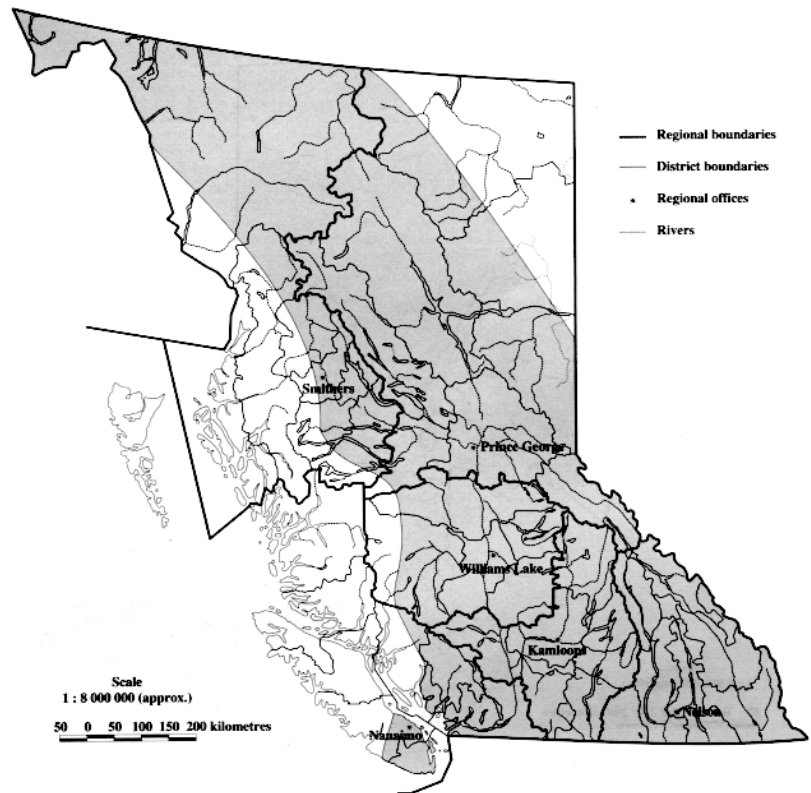 Regional boundaries
District boundaries
Regional offices
Rivers
Smithers
Prince George
Williams Lake
Kamloops
Nelson
Nanaimo
Scale
1 : 8 000 000 (approx.)
50 0 50 100 150 200 kilometres